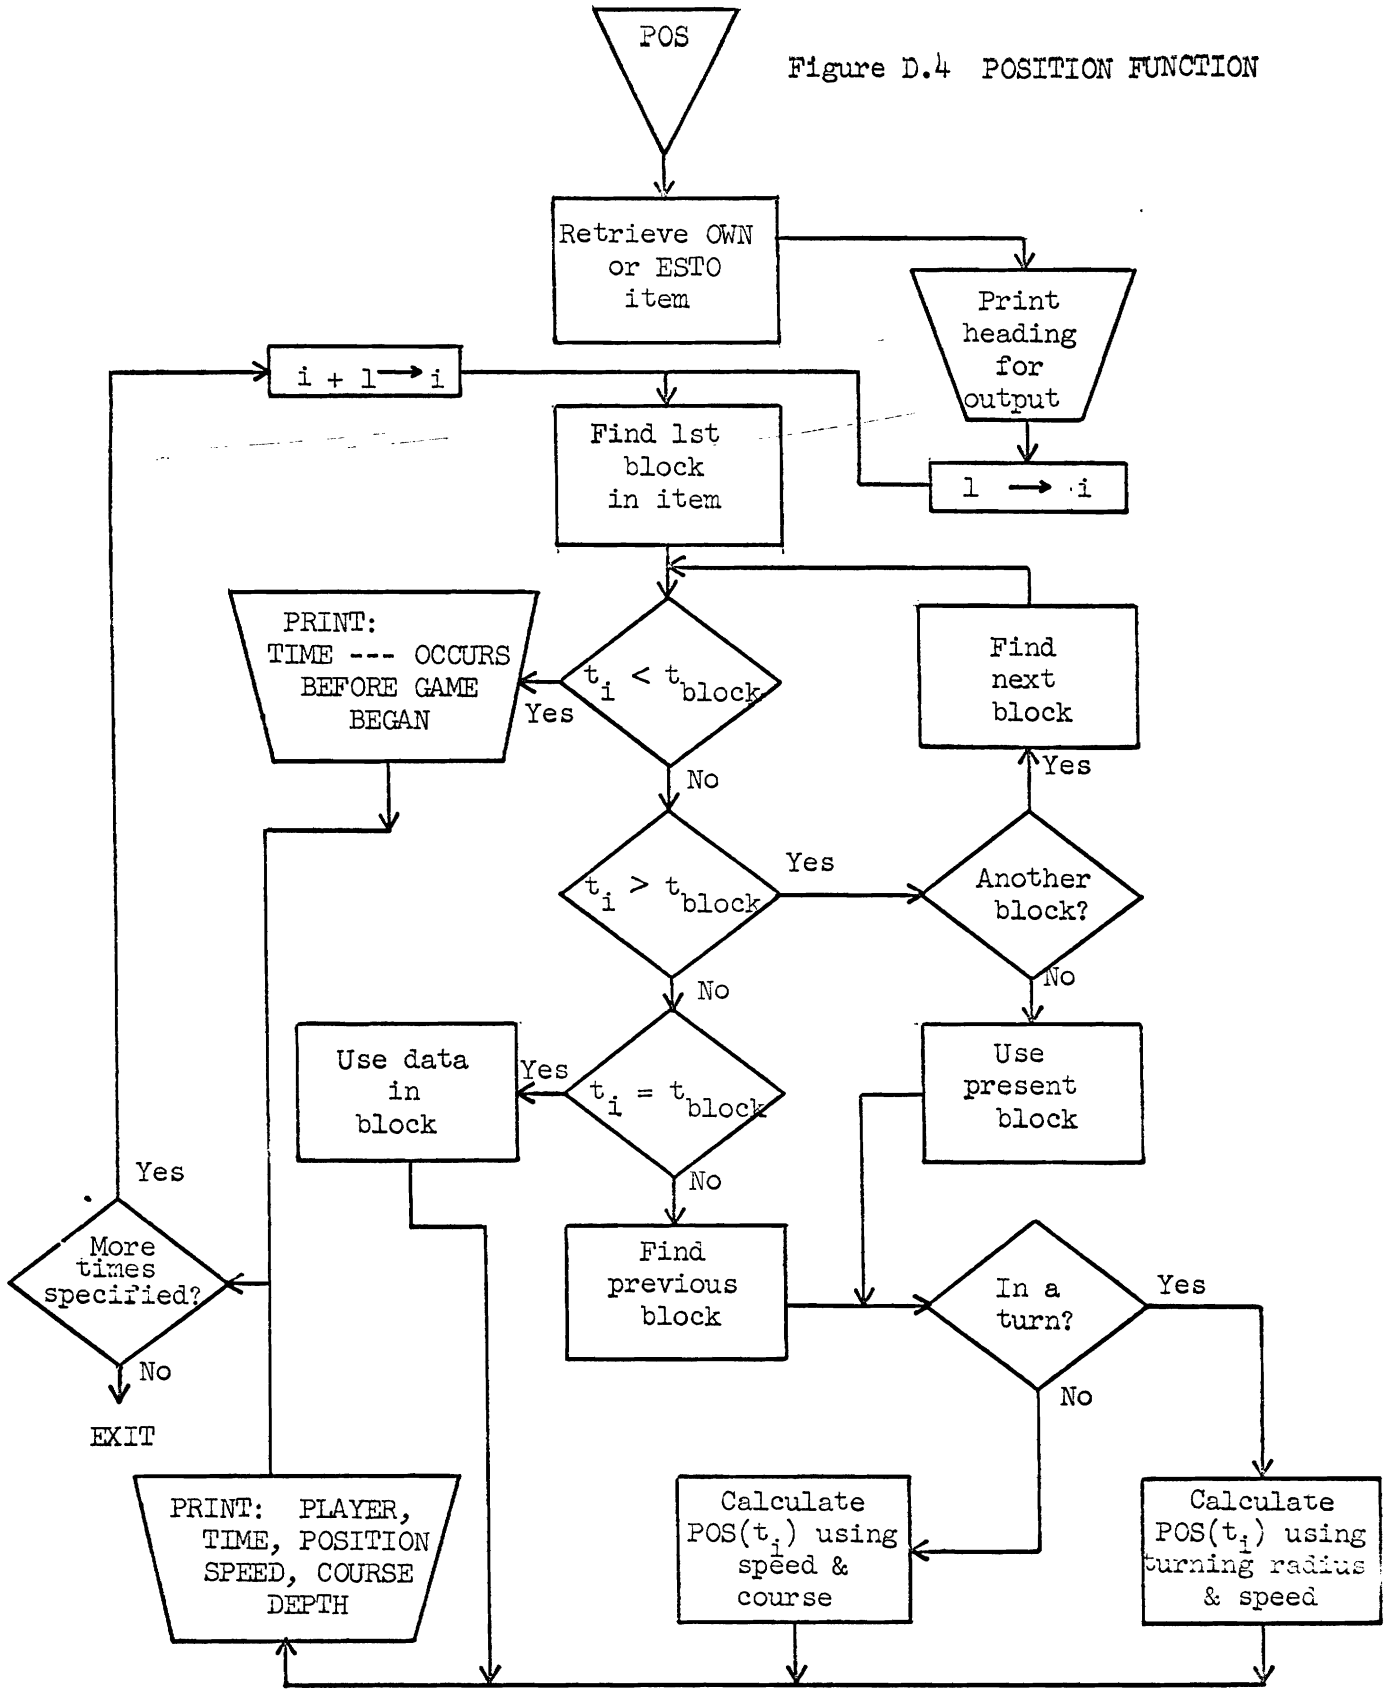 POS
Figure D.4 POSITION FUNCTION
Retrieve OWN
or ESTO
item
Print
heading
for
output
i + 1 → i
1 → i
Find 1st
block
in item
PRINT:
TIME --- OCCURS
BEFORE GAME
BEGAN
t_i < t_block
Yes
No
Find
next
block
Yes
t_i > t_block
Yes
No
Another
block?
No
Use data
in
block
Yes
t_i = t_block
No
Use
present
block
Yes
More
times
specified?
No
EXIT
Find
previous
block
In a
turn?
Yes
No
PRINT: PLAYER,
TIME, POSITION
SPEED, COURSE
DEPTH
Calculate
POS(t_i) using
speed &
course
Calculate
POS(t_i) using
turning radius
& speed